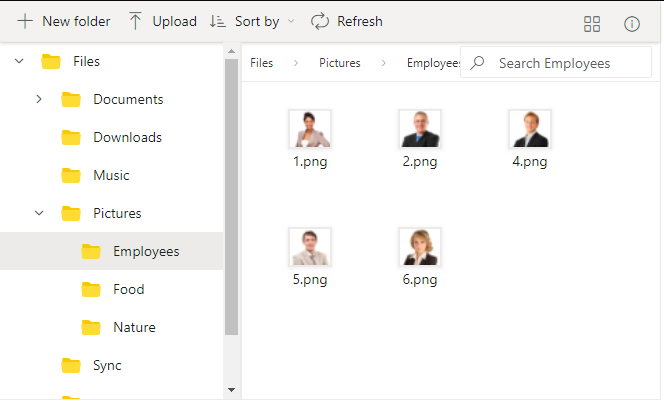 New folder Upload Sort by Refresh
Files
Documents
Downloads
Music
Pictures
Employees
Food
Nature
Sync
Files Pictures Employees Search Employees
1.png 2.png 4.png
5.png 6.png